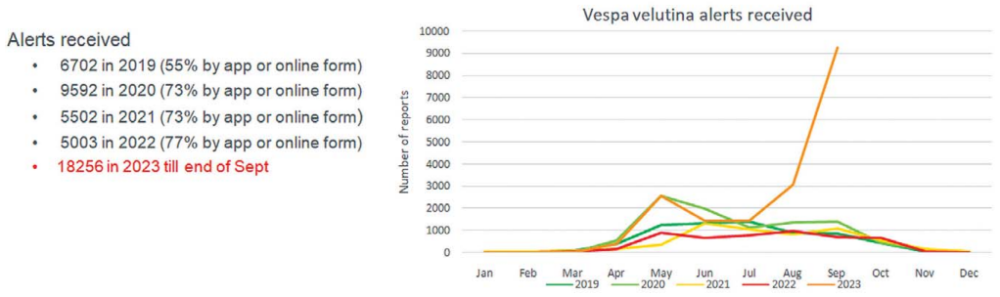 Alerts received
• 6702 in 2019 (55% by app or online form)
• 9592 in 2020 (73% by app or online form)
• 5502 in 2021 (73% by app or online form)
• 5003 in 2022 (77% by app or online form)
• 18256 in 2023 till end of Sept
Vespa velutina alerts received
Number of reports
10000
9000
8000
7000
6000
5000
4000
3000
2000
1000
0
Jan Feb Mar Apr May Jun Jul Aug Sep Oct Nov Dec
2019 2020 2021 2022 2023